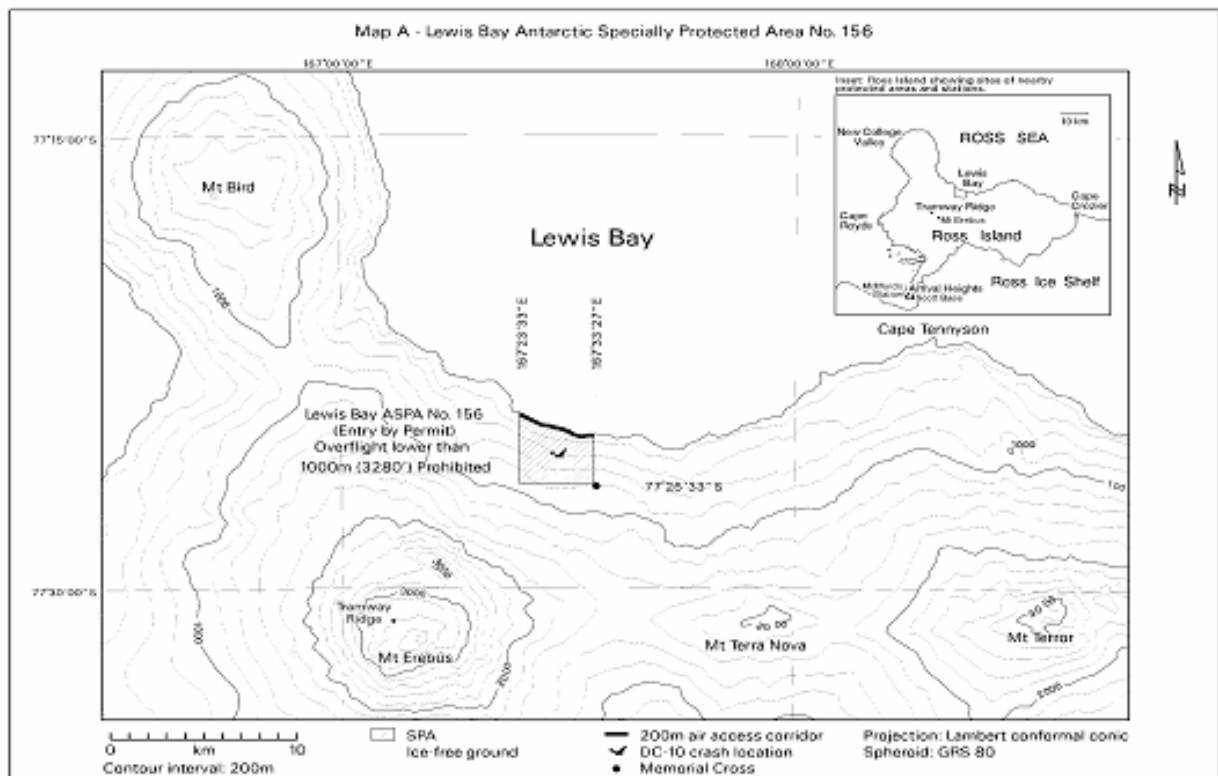 Map A - Lewis Bay Antarctic Specially Protected Area No. 156
167°00'00"E
168°00'00"E
Inset: Ross Island showing sites of nearby
protected areas and stations.
10 km
New College
Valley
ROSS SEA
Lewis
Bay
Cape
Crozier
Tramway Ridge
Mt Erebus
Cape
Royds
Ross Island
Ross Ice Shelf
Arrival Heights
Scott Base
77°15'00"S
Mt Bird
Lewis Bay
1000
167°23'33"E
167°33'27"E
Cape Tennyson
Lewis Bay ASPA No. 156
(Entry by Permit)
Overflight lower than
1000m (3280') Prohibited
1000
77°25'33"S
77°30'00"S
Tramway
Ridge
Mt Erebus
1000
2000
Mt Terra Nova
Mt Terror
2000
0 km 10
Contour interval: 200m
SPA
Ice-free ground
200m air access corridor
DC-10 crash location
Memorial Cross
Projection: Lambert conformal conic
Spheroid: GRS 80